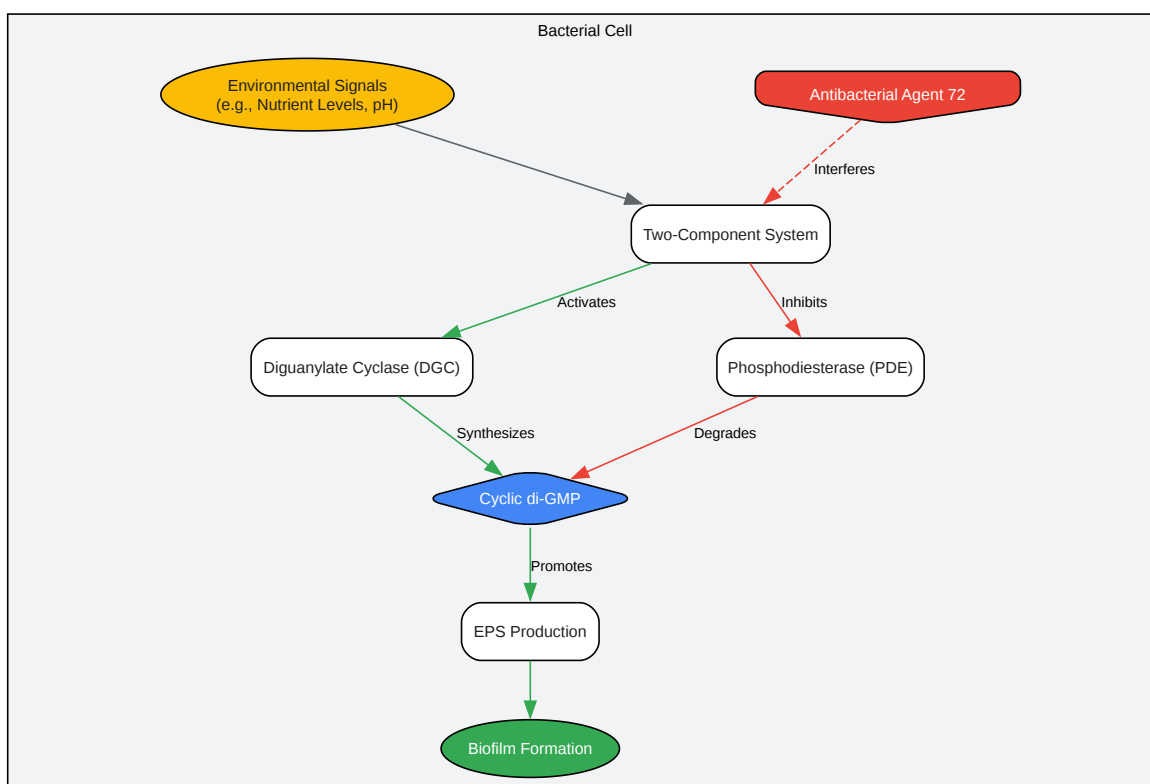 Bacterial Cell
Environmental Signals
(e.g., Nutrient Levels, pH)
Antibacterial Agent 72
Interferes
Two-Component System
Activates
Inhibits
Diguanylate Cyclase (DGC)
Phosphodiesterase (PDE)
Synthesizes
Degrades
Cyclic di-GMP
Promotes
EPS Production
Biofilm Formation